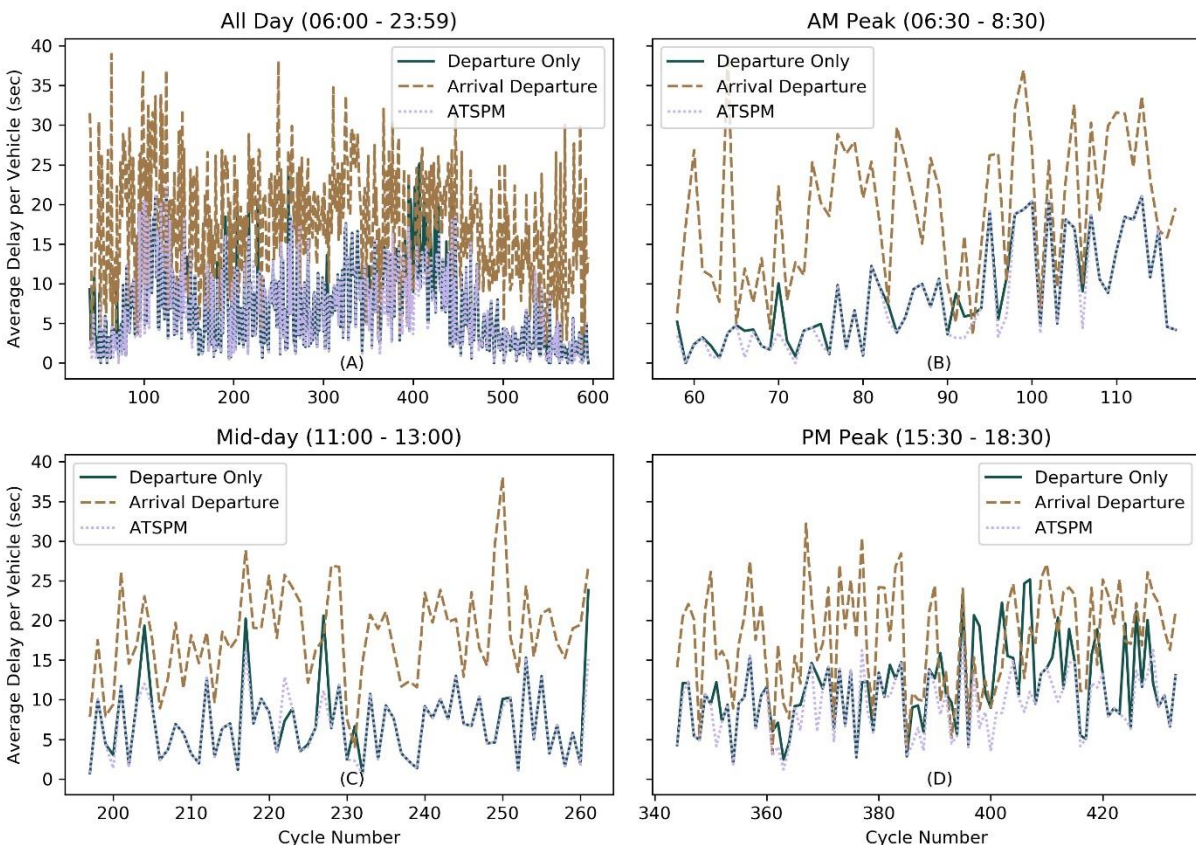 All Day (06:00 - 23:59)
Average Delay per Vehicle (sec)
40
35
30
25
20
15
10
5
0
Departure Only
Arrival Departure
ATSPM
(A)
100
200
300
400
500
600
AM Peak (06:30 - 8:30)
Departure Only
Arrival Departure
ATSPM
(B)
60
70
80
90
100
110
Mid-day (11:00 - 13:00)
Average Delay per Vehicle (sec)
40
35
30
25
20
15
10
5
0
Departure Only
Arrival Departure
ATSPM
(C)
200
210
220
230
240
250
260
Cycle Number
PM Peak (15:30 - 18:30)
Departure Only
Arrival Departure
ATSPM
(D)
340
360
380
400
420
Cycle Number